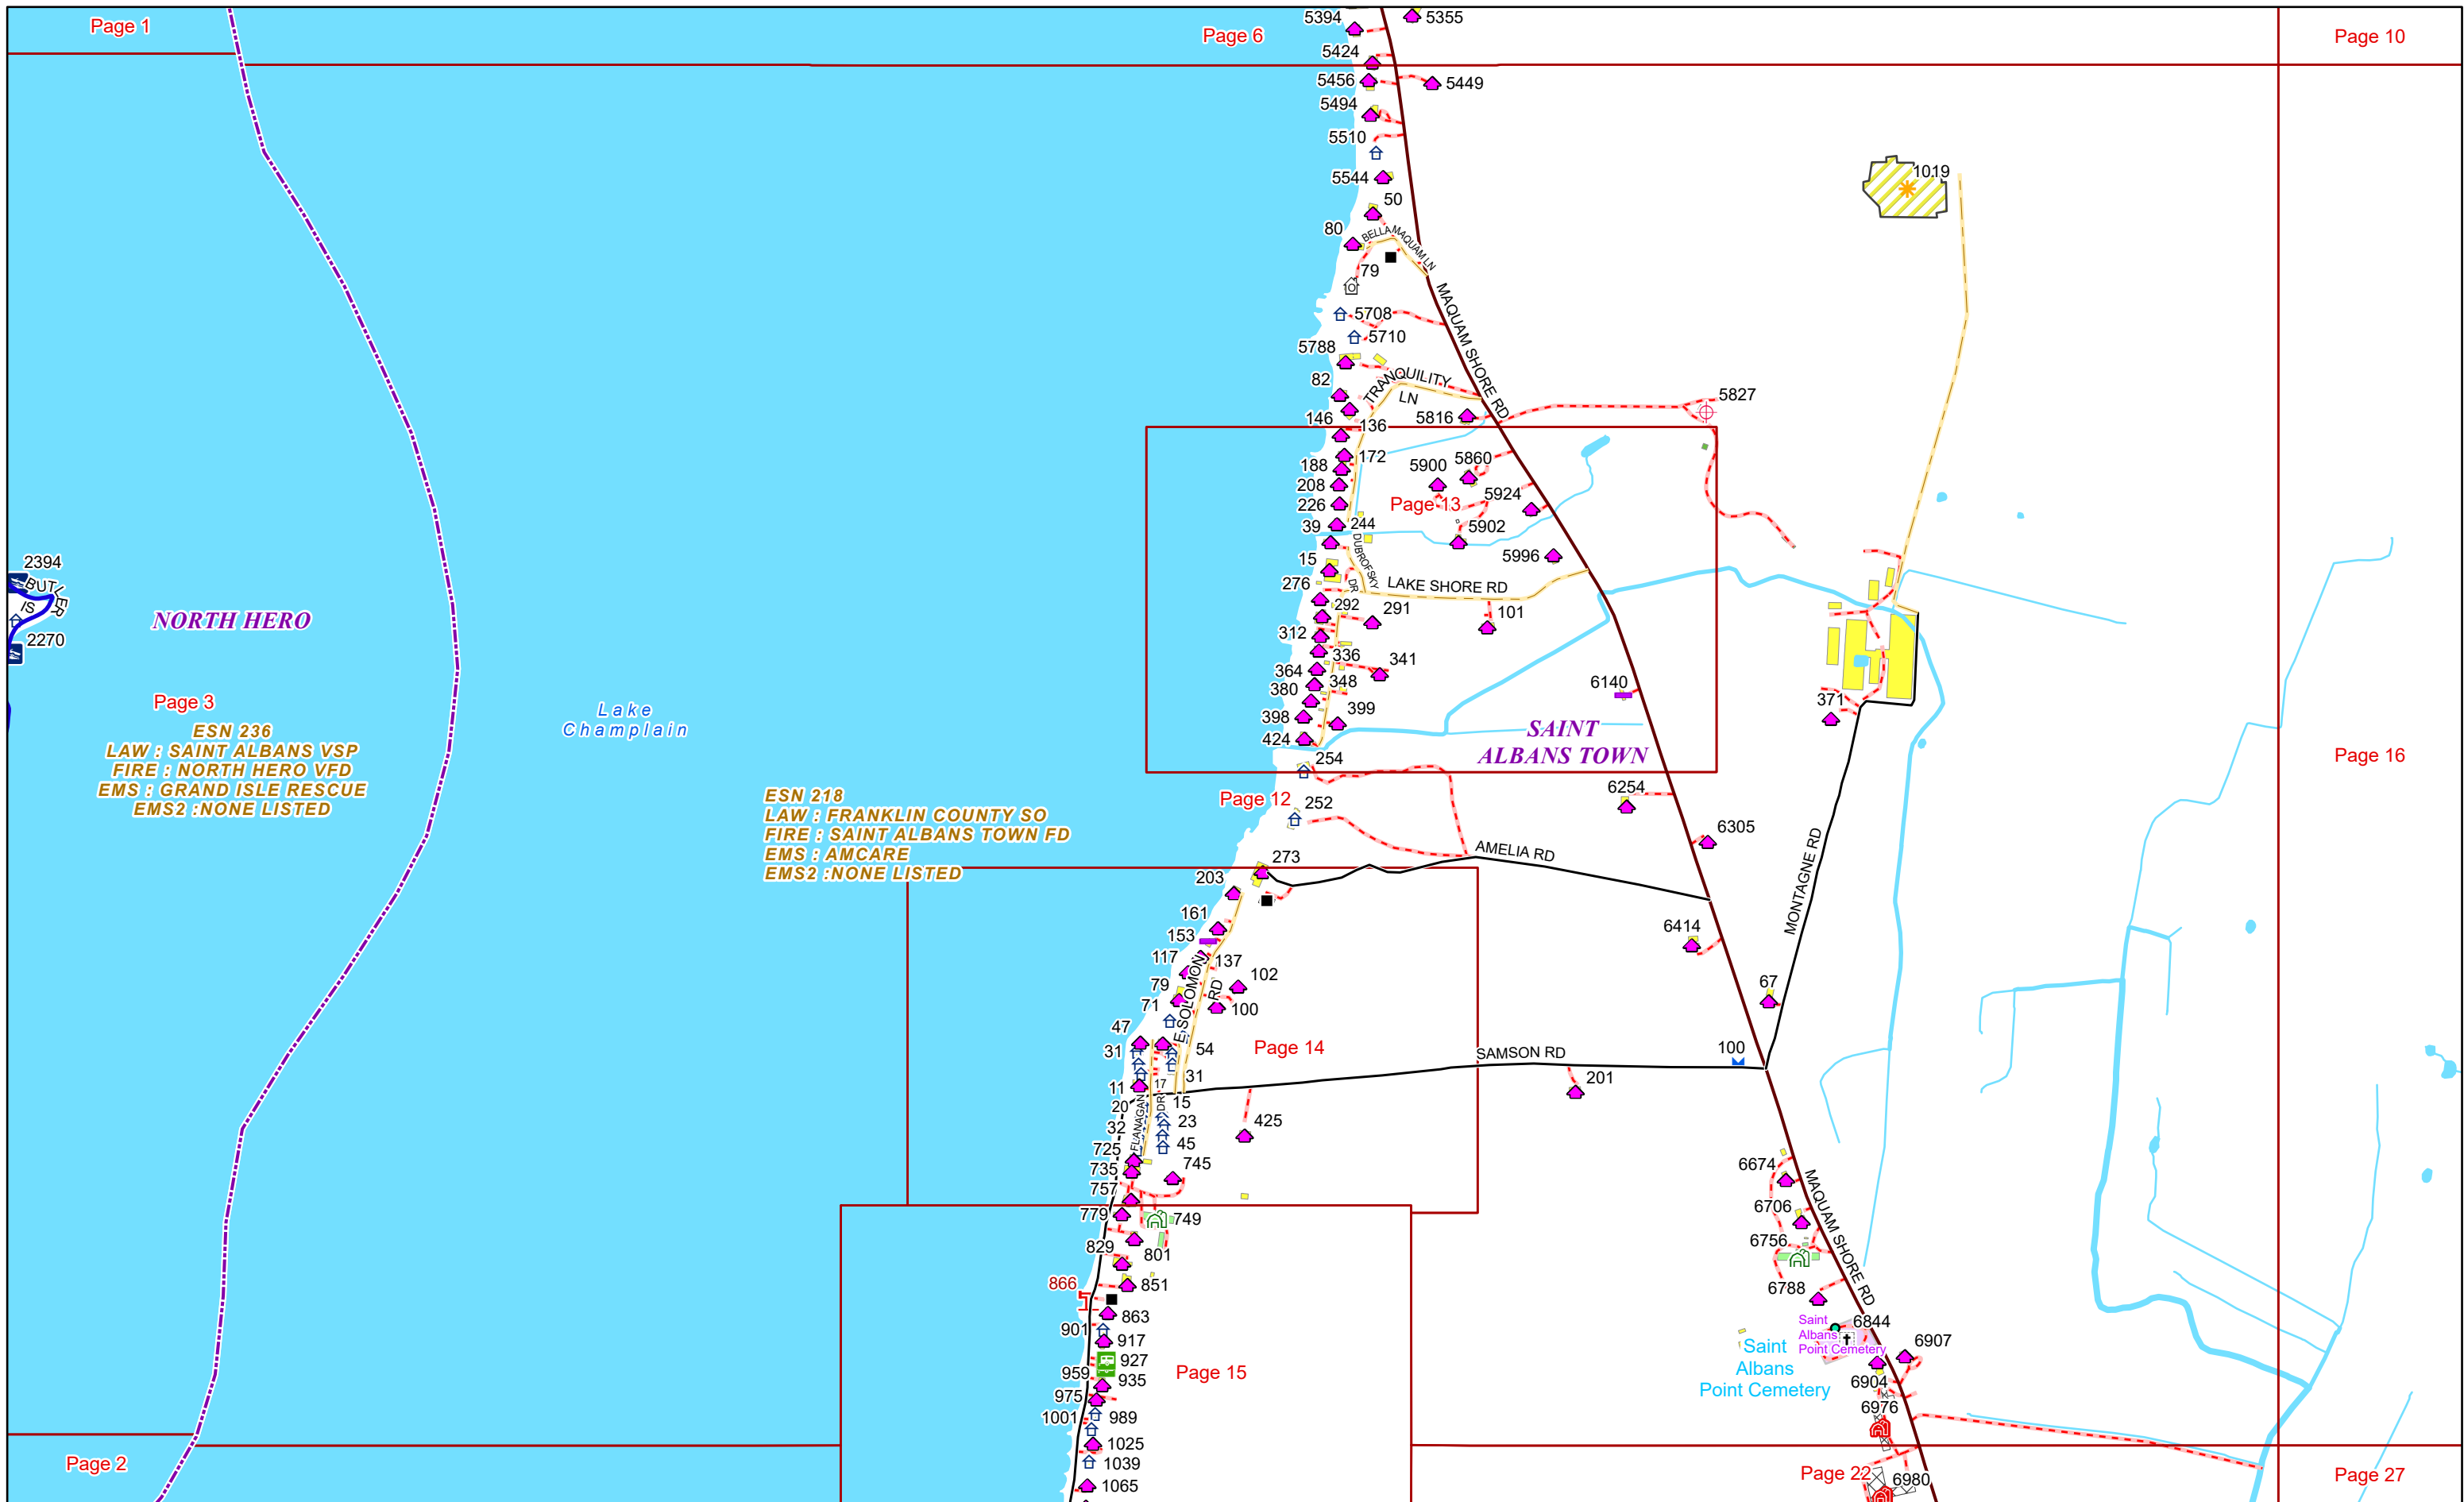 Page 1
Page 6
Page 10
5394
5355
5424
5456
5449
5494
5510
5544
50
80
BELLA MAQUAM LN
79
1019
5708
5710
5788
MAQUAM SHORE RD
82
TRANQUILITY
LN
146
136
5816
5827
172
188
5900
5860
208
Page 13
5924
226
39
244
5902
DUBROFSKY
DR
15
5996
276
LAKE SHORE RD
292
291
101
312
336
341
364
348
380
6140
398
399
424
371
254
2394
BUTLER
IS
2270
NORTH HERO
Page 3
ESN 236
LAW : SAINT ALBANS VSP
FIRE : NORTH HERO VFD
EMS : GRAND ISLE RESCUE
EMS2 :NONE LISTED
Lake
Champlain
SAINT
ALBANS TOWN
Page 16
ESN 218
LAW : FRANKLIN COUNTY SO
FIRE : SAINT ALBANS TOWN FD
EMS : AMCARE
EMS2 :NONE LISTED
Page 12
252
6254
6305
273
AMELIA RD
203
MONTAGNE RD
161
153
6414
117
137
102
79
67
71
100
E SOLOMON
RD
47
31
54
Page 14
SAMSON RD
100
31
11
17
201
20
15
FLANAGAN
DR
32
23
425
45
725
735
745
757
779
749
829
801
866
851
863
901
917
927
959
935
975
1001
989
1025
1039
1065
Page 15
6674
6706
MAQUAM SHORE RD
6756
6788
Saint
Albans
Point Cemetery
6844
Saint
Albans
Point Cemetery
6907
6904
6976
Page 2
Page 22
6980
Page 27